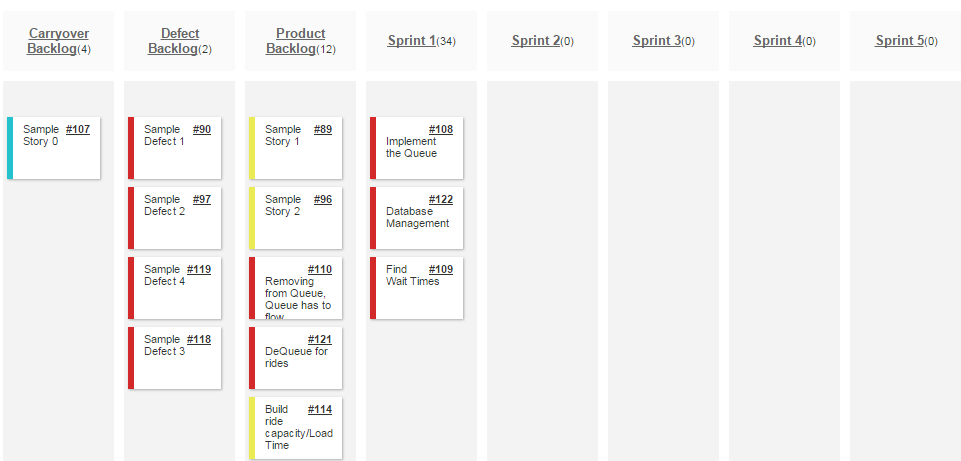 Carryover
Backlog(4)
Defect
Backlog(2)
Product
Backlog(12)
Sprint 1(34)
Sprint 2(0)
Sprint 3(0)
Sprint 4(0)
Sprint 5(0)
Sample #107
Story 0
Sample #90
Defect 1
Sample #97
Defect 2
Sample #119
Defect 4
Sample #118
Defect 3
Sample #89
Story 1
Sample #96
Story 2
#110
Removing
from Queue,
Queue has to
flow
#121
DeQueue for
rides
Build #114
ride
capacity/Load
Time
#108
Implement
the Queue
#122
Database
Management
Find #109
Wait Times